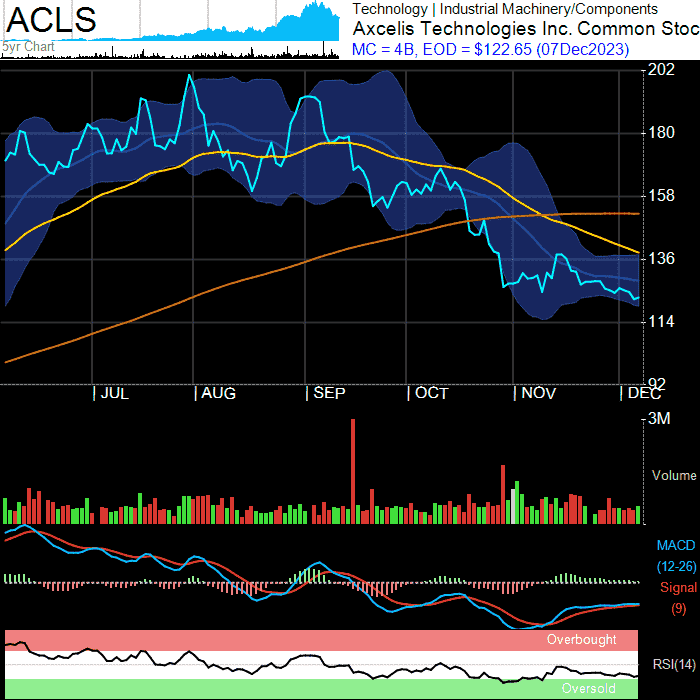 ACLS
5yr Chart
Technology | Industrial Machinery/Components
Axcelis Technologies Inc. Common Stoc
MC = 4B, EOD = $122.65 (07Dec2023)
202
180
158
136
114
92
JUL
AUG
SEP
OCT
NOV
DEC
3M
Volume
MACD
(12-26)
Signal
(9)
Overbought
RSI(14)
Oversold